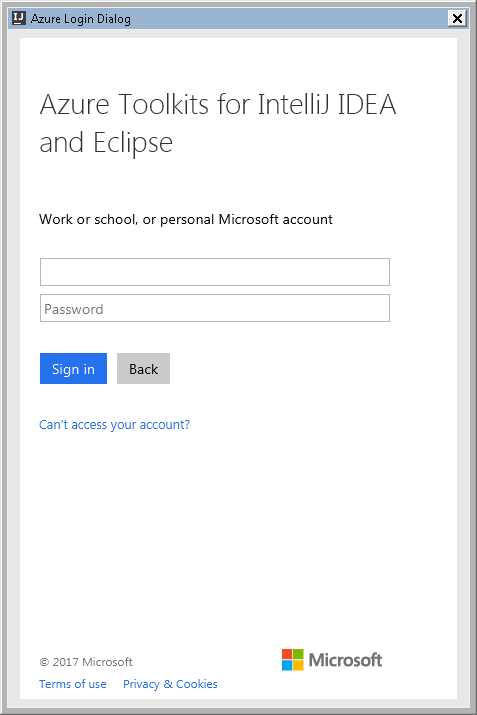 IJ Azure Login Dialog
Azure Toolkits for IntelliJ IDEA
and Eclipse
Work or school, or personal Microsoft account
Password
Sign in Back
Can't access your account?
© 2017 Microsoft Microsoft
Terms of use Privacy & Cookies